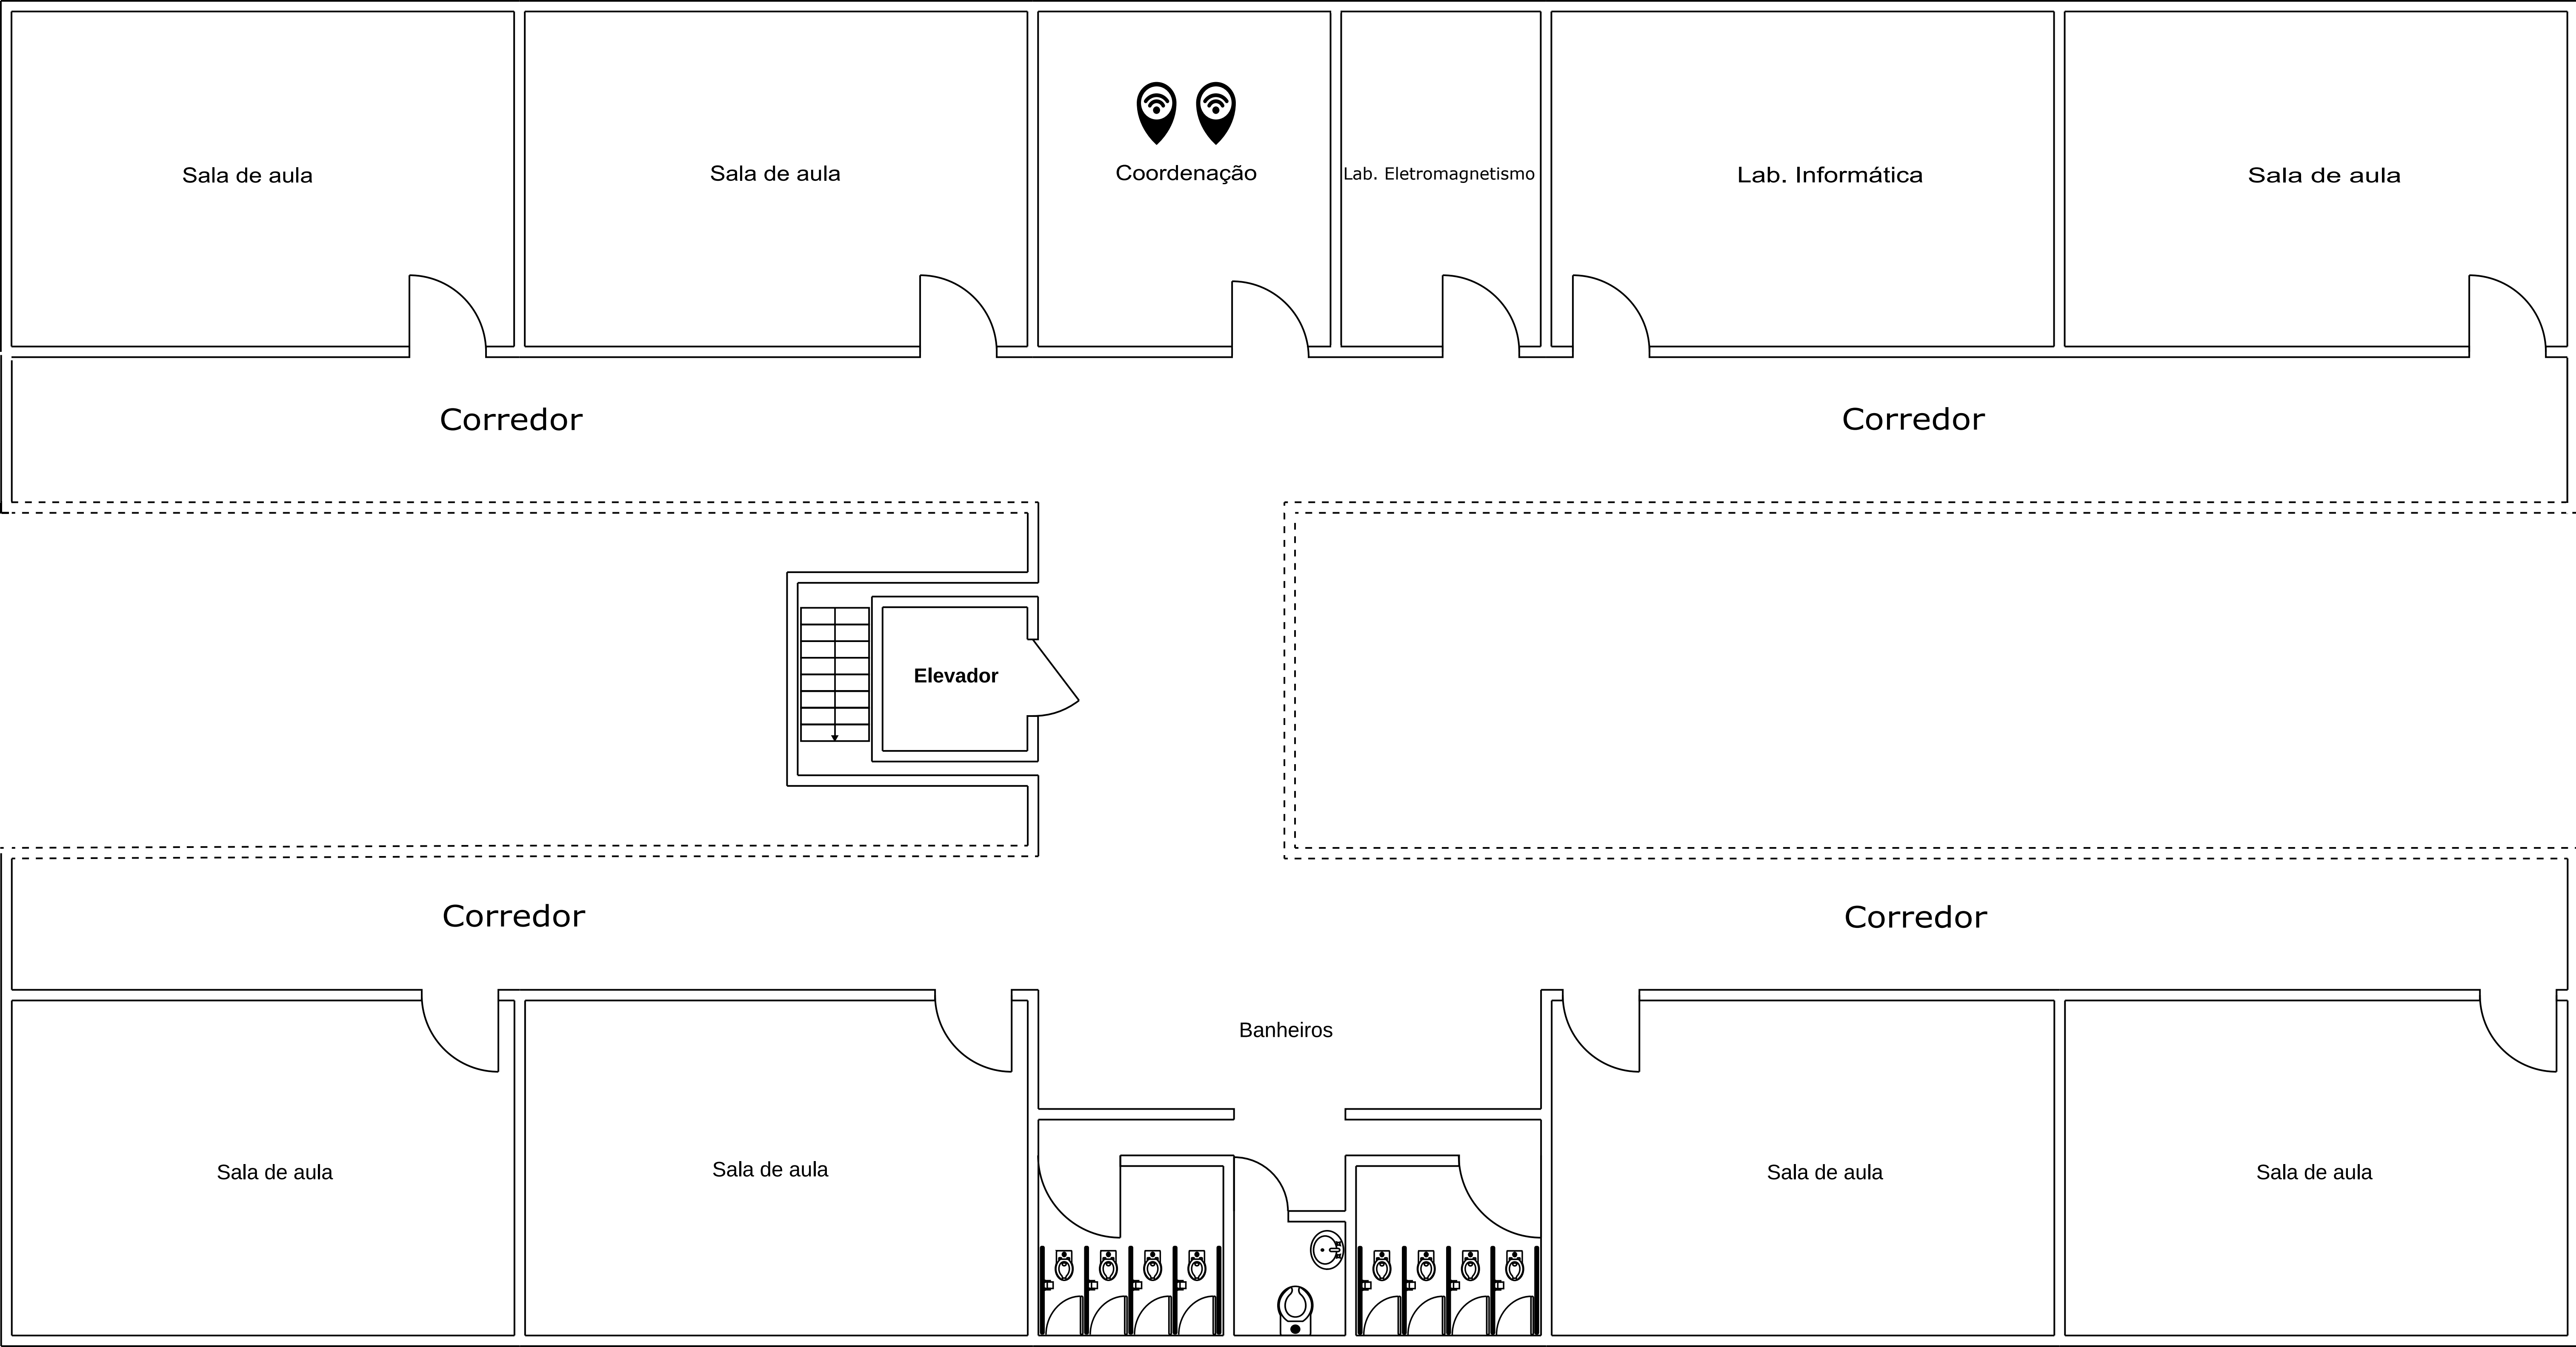 Sala de aula
Sala de aula
Coordenação
Lab. Eletromagnetismo
Lab. Informática
Sala de aula
Corredor
Corredor
Elevador
Corredor
Corredor
Banheiros
Sala de aula
Sala de aula
Sala de aula
Sala de aula